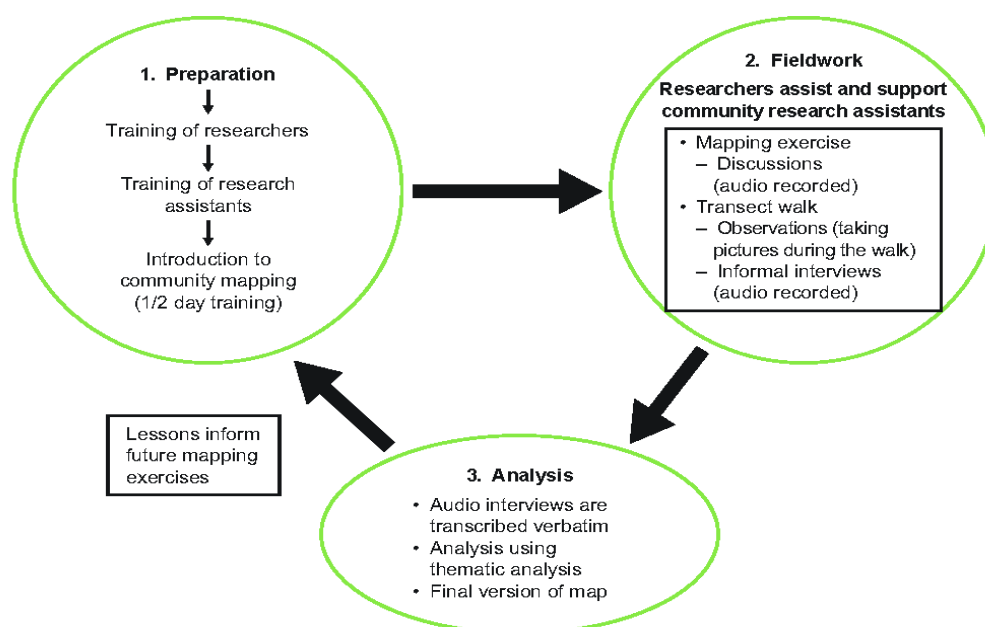 1. Preparation
Training of researchers
Training of research
assistants
Introduction to
community mapping
(1/2 day training)
2. Fieldwork
Researchers assist and support
community research assistants
• Mapping exercise
– Discussions
(audio recorded)
• Transect walk
– Observations (taking
pictures during the walk)
– Informal interviews
(audio recorded)
3. Analysis
• Audio interviews are
transcribed verbatim
• Analysis using
thematic analysis
• Final version of map
Lessons inform
future mapping
exercises